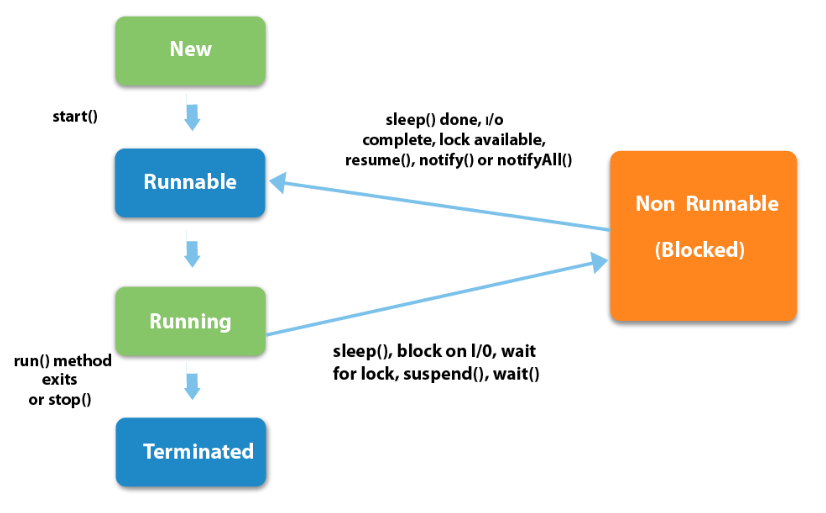 New
start()
sleep() done, ı/o
complete, lock available,
resume(), notify() or notifyAll()
Runnable
Non Runnable
(Blocked)
Running
sleep(), block on l/0, wait
for lock, suspend(), wait()
run() method
exits
or stop()
Terminated